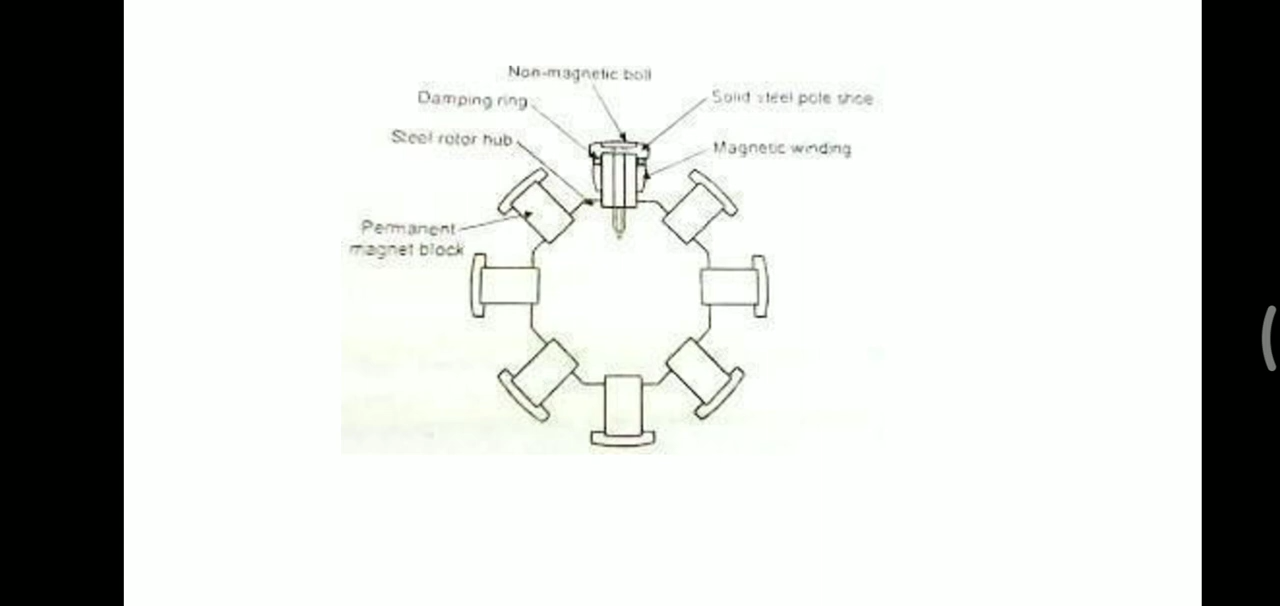 Non-magnetic bolt
Damping ring
Solid steel pole shoe
Steel rotor hub
Magnetic winding
Permanent
magnet block